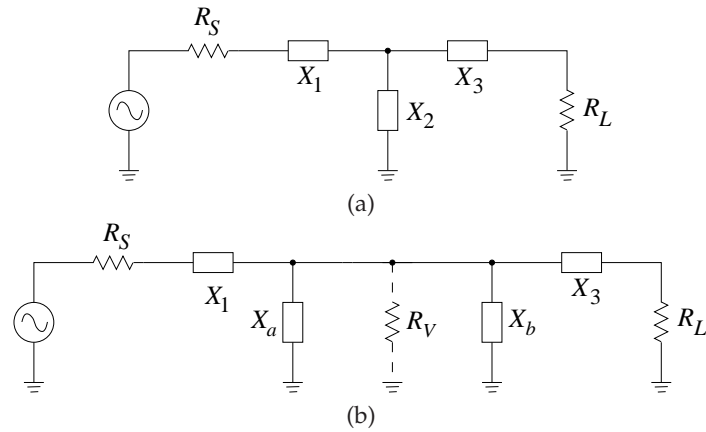 R_S
X_1
X_3
X_2
R_L
(a)
R_S
X_1
X_3
X_a
R_V
X_b
R_L
(b)